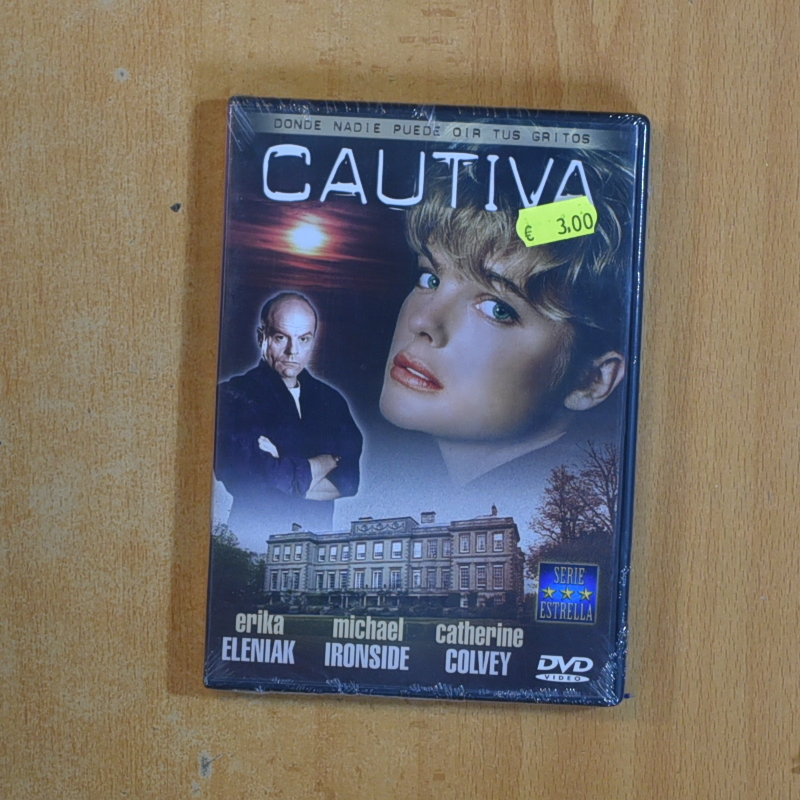 DONDE NADIE PUEDE OIR TUS GRITOS
CAUTIVA
€ 3.00
SERIE
ESTRELLA
erika ELENIAK
michael IRONSIDE
catherine COLVEY
DVD
VIDEO